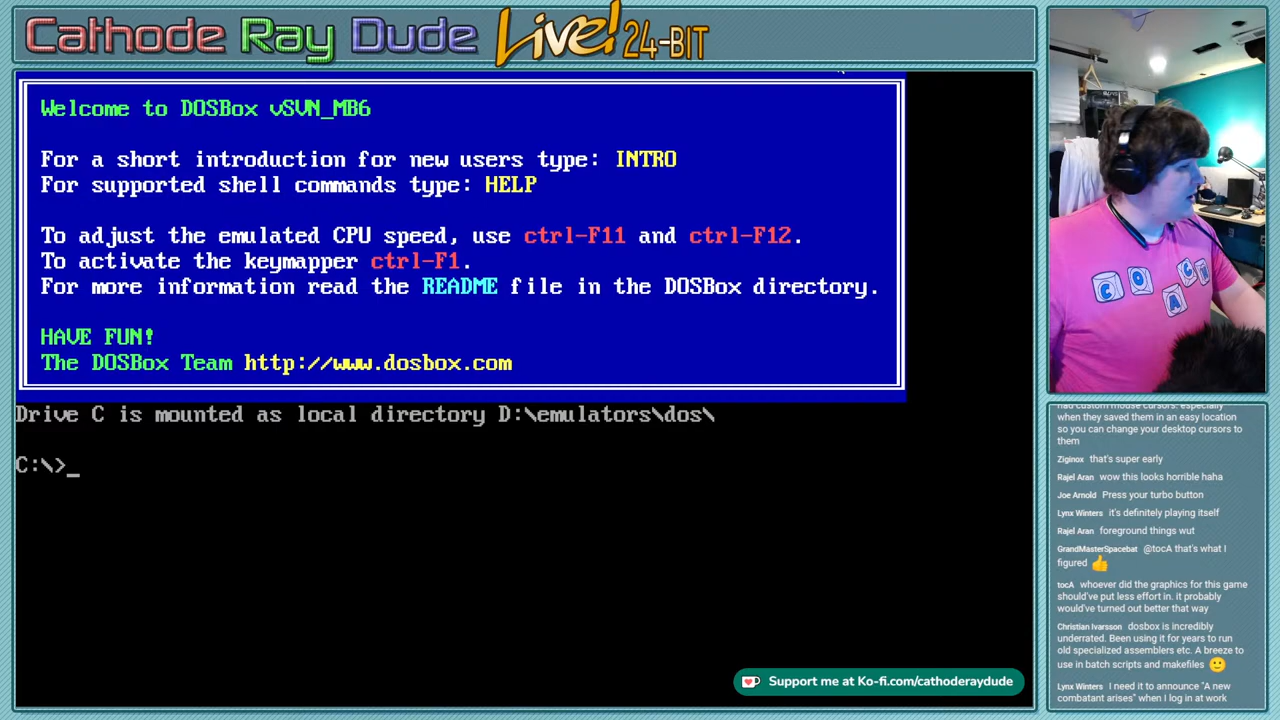 Cathode Ray Dude Live! 24-BIT
Welcome to DOSBox vSVN_MB6
For a short introduction for new users type: INTRO
For supported shell commands type: HELP
To adjust the emulated CPU speed, use ctrl-F11 and ctrl-F12.
To activate the keymapper ctrl-F1.
For more information read the README file in the DOSBox directory.
HAVE FUN!
The DOSBox Team http://www.dosbox.com
Drive C is mounted as local directory D:\emulators\dos\
C:\>_
Support me at Ko-fi.com/cathoderaydude
had custom mouse cursors. especially
when they saved them in an easy location
so you can change your desktop cursors to
them
Ziginox that's super early
Rajel Aran wow this looks horrible haha
Joe Arnold Press your turbo button
Lynx Winters it's definitely playing itself
Rajel Aran foreground things wut
GrandMasterSpacebat @tocA that's what I
figured 👍
tocA whoever did the graphics for this game
should've put less effort in. it probably
would've turned out better that way
Christian Ivarsson dosbox is incredibly
underrated. Been using it for years to run
old specialized assemblers etc. A breeze to
use in batch scripts and makefiles 🙂
Lynx Winters I need it to announce "A new
combatant arises" when I log in at work